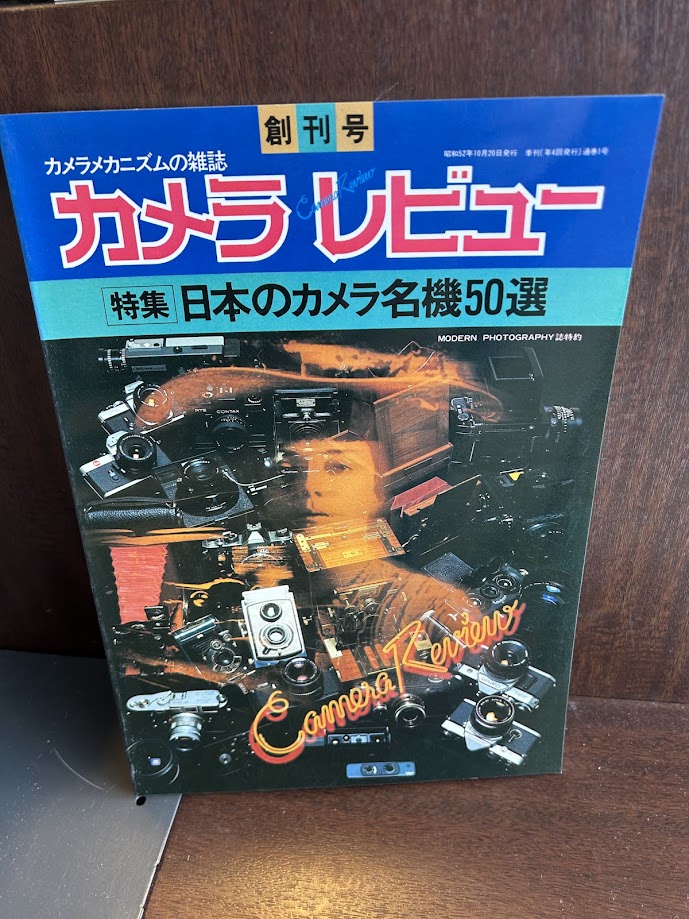 創刊号
昭和52年10月20日発行 季刊(年4回発行)通巻1号
カメラメカニズムの雑誌
カメラ レビュー
Camera Review
特集 日本のカメラ名機50選
MODERN PHOTOGRAPHY誌特約
RTS CONTAX
Camera Review